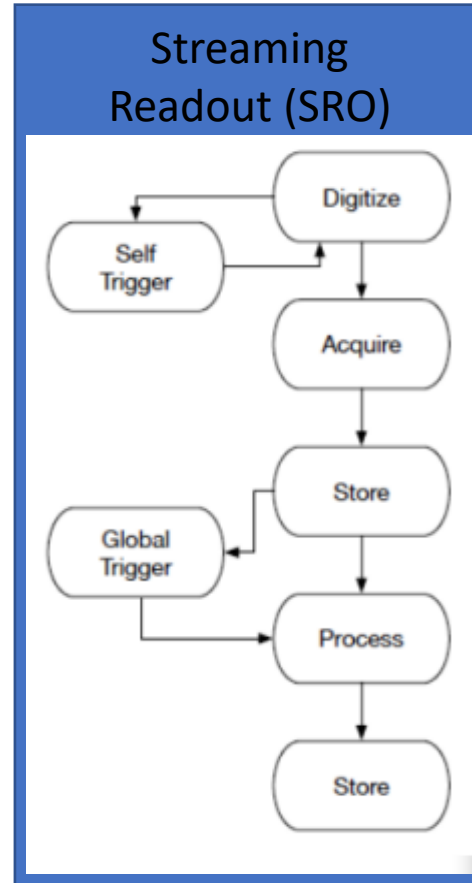 Streaming
Readout (SRO)
Digitize
Self
Trigger
Acquire
Store
Global
Trigger
Process
Store